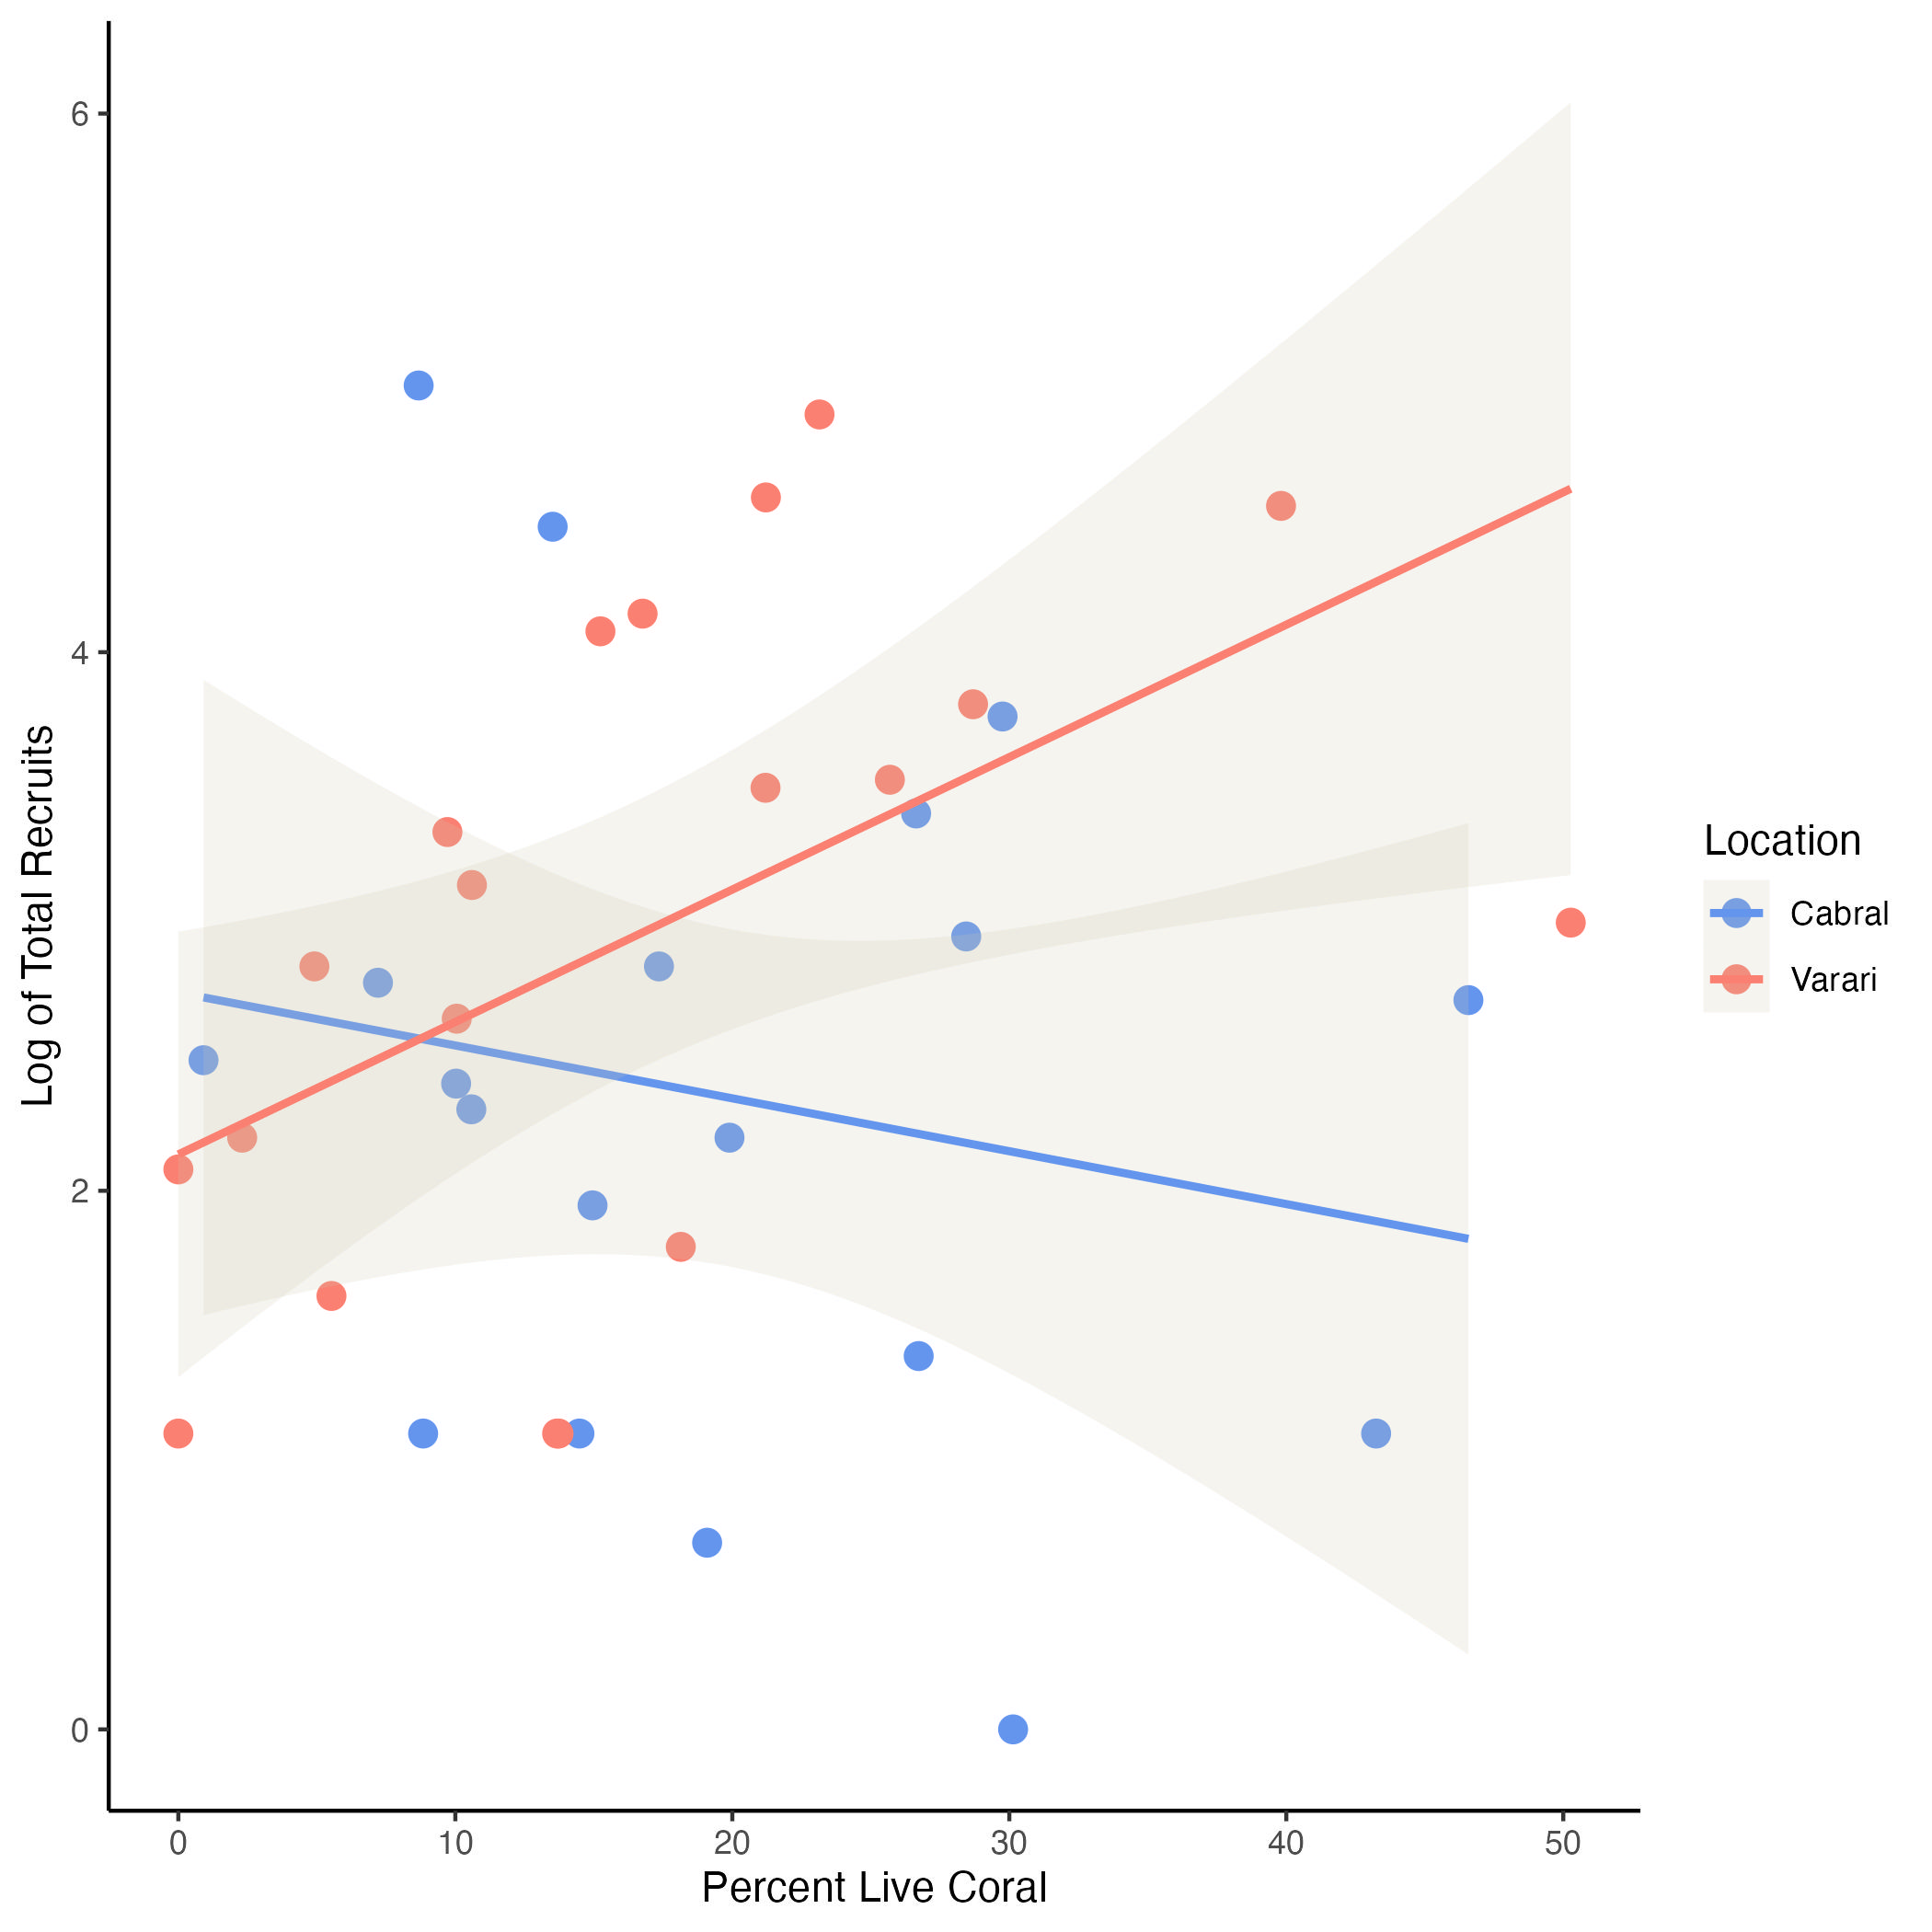 6
4
2
0
Log of Total Recruits
0 10 20 30 40 50
Percent Live Coral
Location
Cabral
Varari